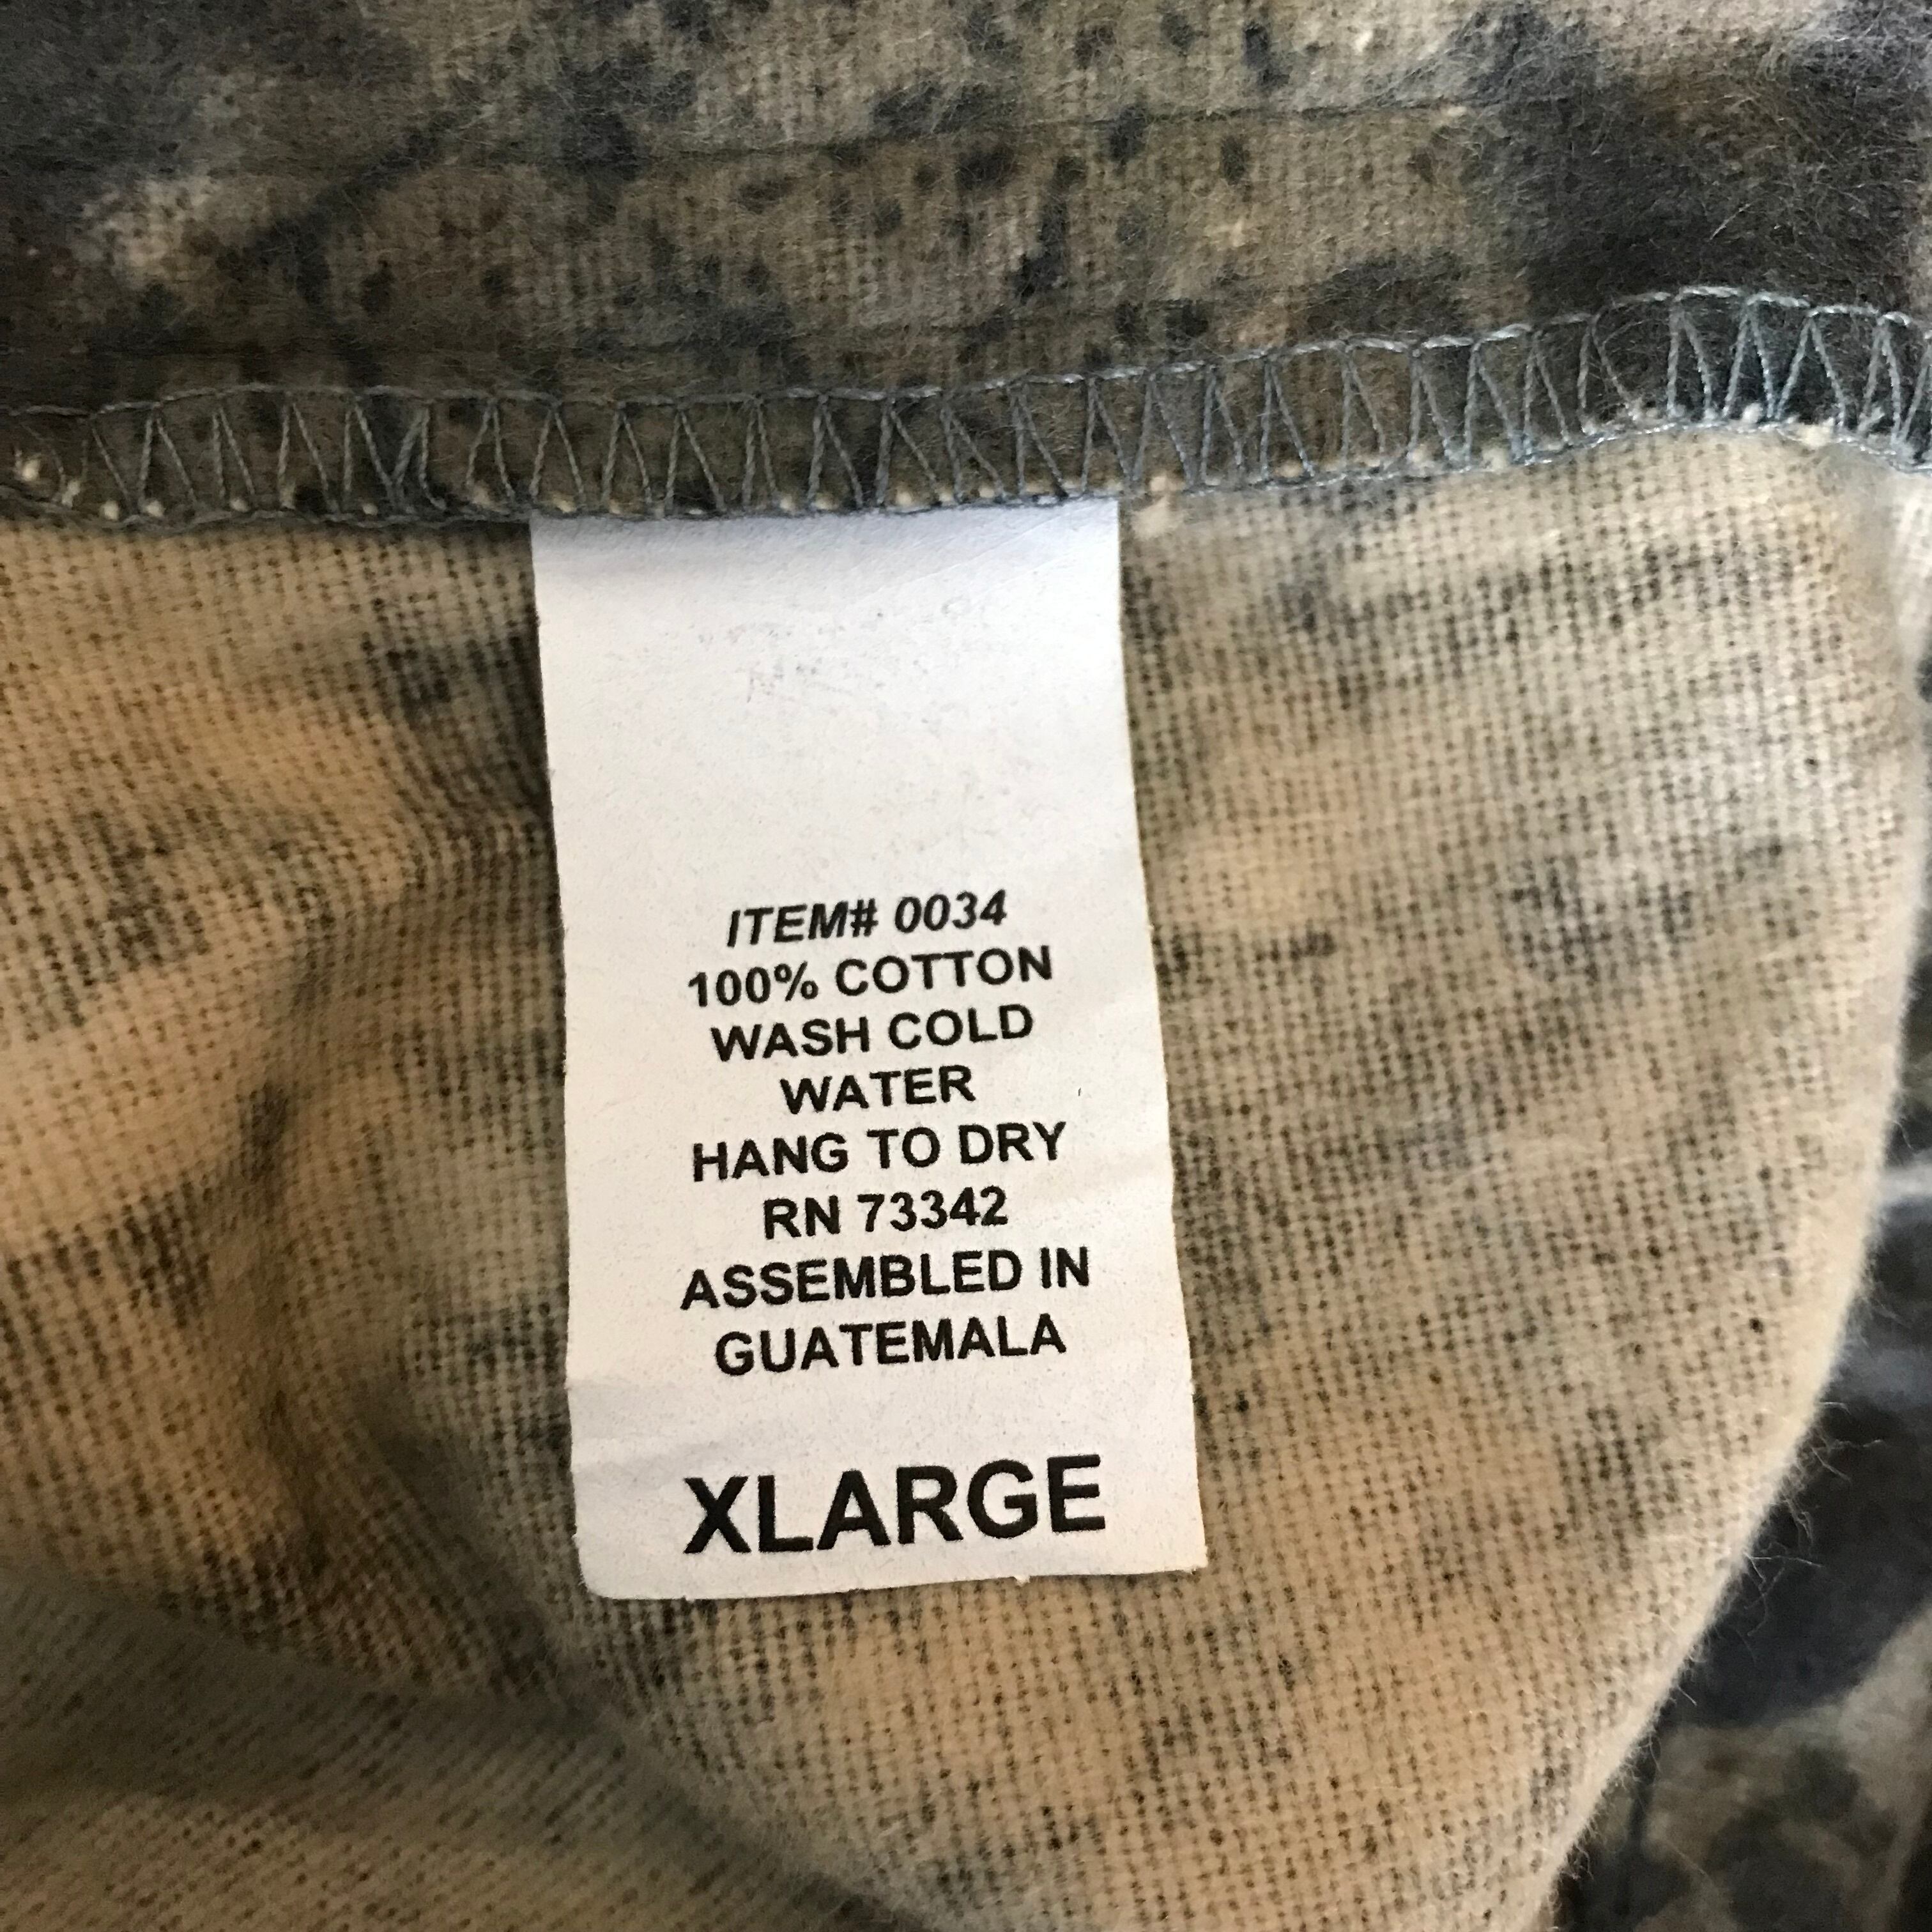 ITEM# 0034
100% COTTON
WASH COLD
WATER
HANG TO DRY
RN 73342
ASSEMBLED IN
GUATEMALA
XLARGE